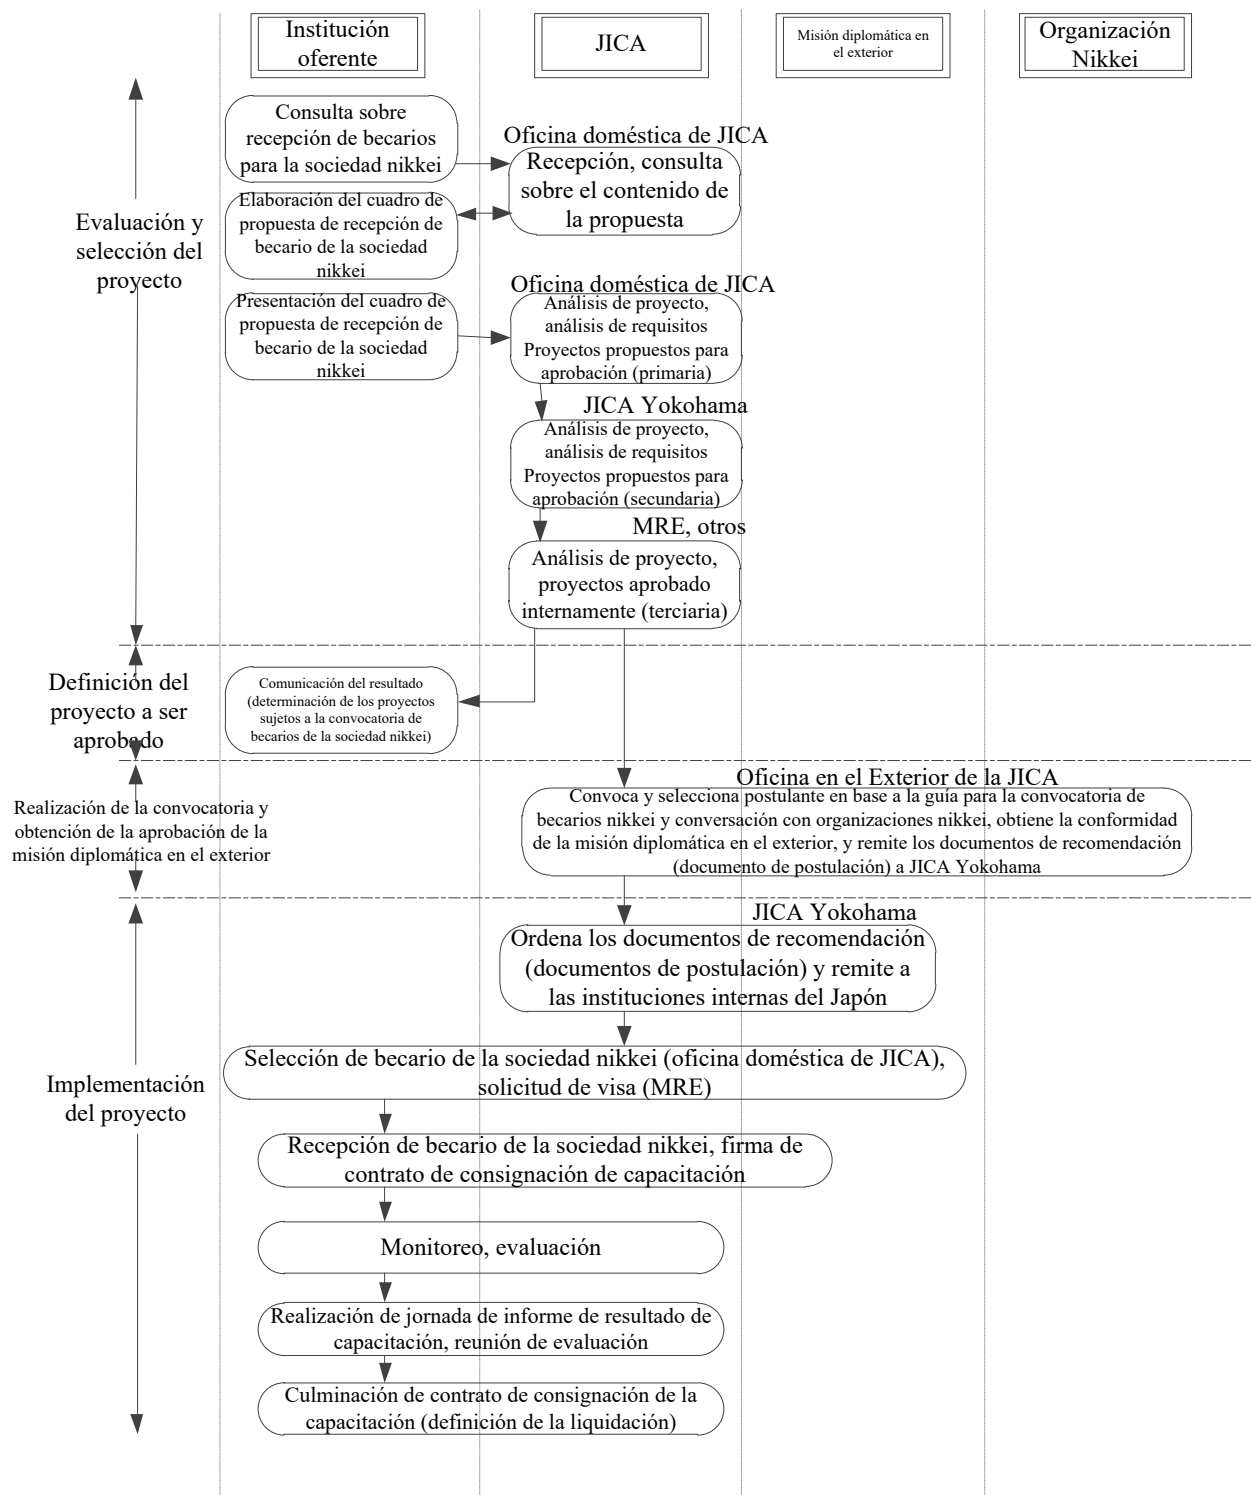 Institución
oferente
JICA
Misión diplomática en
el exterior
Organización
Nikkei
Evaluación y
selección del
proyecto
Consulta sobre
recepción de becarios
para la sociedad nikkei
Oficina doméstica de JICA
Recepción, consulta
sobre el contenido de
la propuesta
Elaboración del cuadro de
propuesta de recepción de
becario de la sociedad
nikkei
Presentación del cuadro de
propuesta de recepción de
becario de la sociedad
nikkei
Oficina doméstica de JICA
Análisis de proyecto,
análisis de requisitos
Proyectos propuestos para
aprobación (primaria)
JICA Yokohama
Análisis de proyecto,
análisis de requisitos
Proyectos propuestos para
aprobación (secundaria)
MRE, otros
Análisis de proyecto,
proyectos aprobado
internamente (terciaria)
Definición del
proyecto a ser
aprobado
Comunicación del resultado
(determinación de los proyectos
sujetos a la convocatoria de
becarios de la sociedad nikkei)
Realización de la convocatoria y
obtención de la aprobación de la
misión diplomática en el exterior
Oficina en el Exterior de la JICA
Convoca y selecciona postulante en base a la guía para la convocatoria de
becarios nikkei y conversación con organizaciones nikkei, obtiene la conformidad
de la misión diplomática en el exterior, y remite los documentos de recomendación
(documento de postulación) a JICA Yokohama
Implementación
del proyecto
JICA Yokohama
Ordena los documentos de recomendación
(documentos de postulación) y remite a
las instituciones internas del Japón
Selección de becario de la sociedad nikkei (oficina doméstica de JICA),
solicitud de visa (MRE)
Recepción de becario de la sociedad nikkei, firma de
contrato de consignación de capacitación
Monitoreo, evaluación
Realización de jornada de informe de resultado de
capacitación, reunión de evaluación
Culminación de contrato de consignación de la
capacitación (definición de la liquidación)